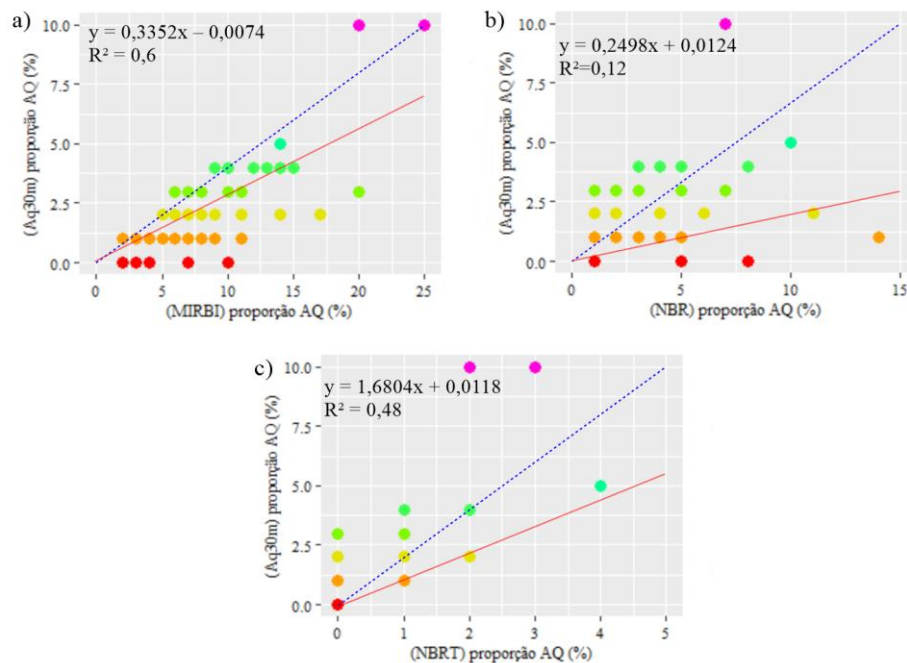 a)
y = 0,3352x – 0,0074
R² = 0,6
10.0
7.5
5.0
2.5
0.0
(Aq30m) proporção AQ (%)
0 5 10 15 20 25
(MIRBI) proporção AQ (%)
b)
y = 0,2498x + 0,0124
R²=0,12
10.0
7.5
5.0
2.5
0.0
(Aq30m) proporção AQ (%)
0 5 10 15
(NBR) proporção AQ (%)
c)
y = 1,6804x + 0,0118
R² = 0,48
10.0
7.5
5.0
2.5
0.0
(Aq30m) proporção AQ (%)
0 1 2 3 4 5
(NBRT) proporção AQ (%)